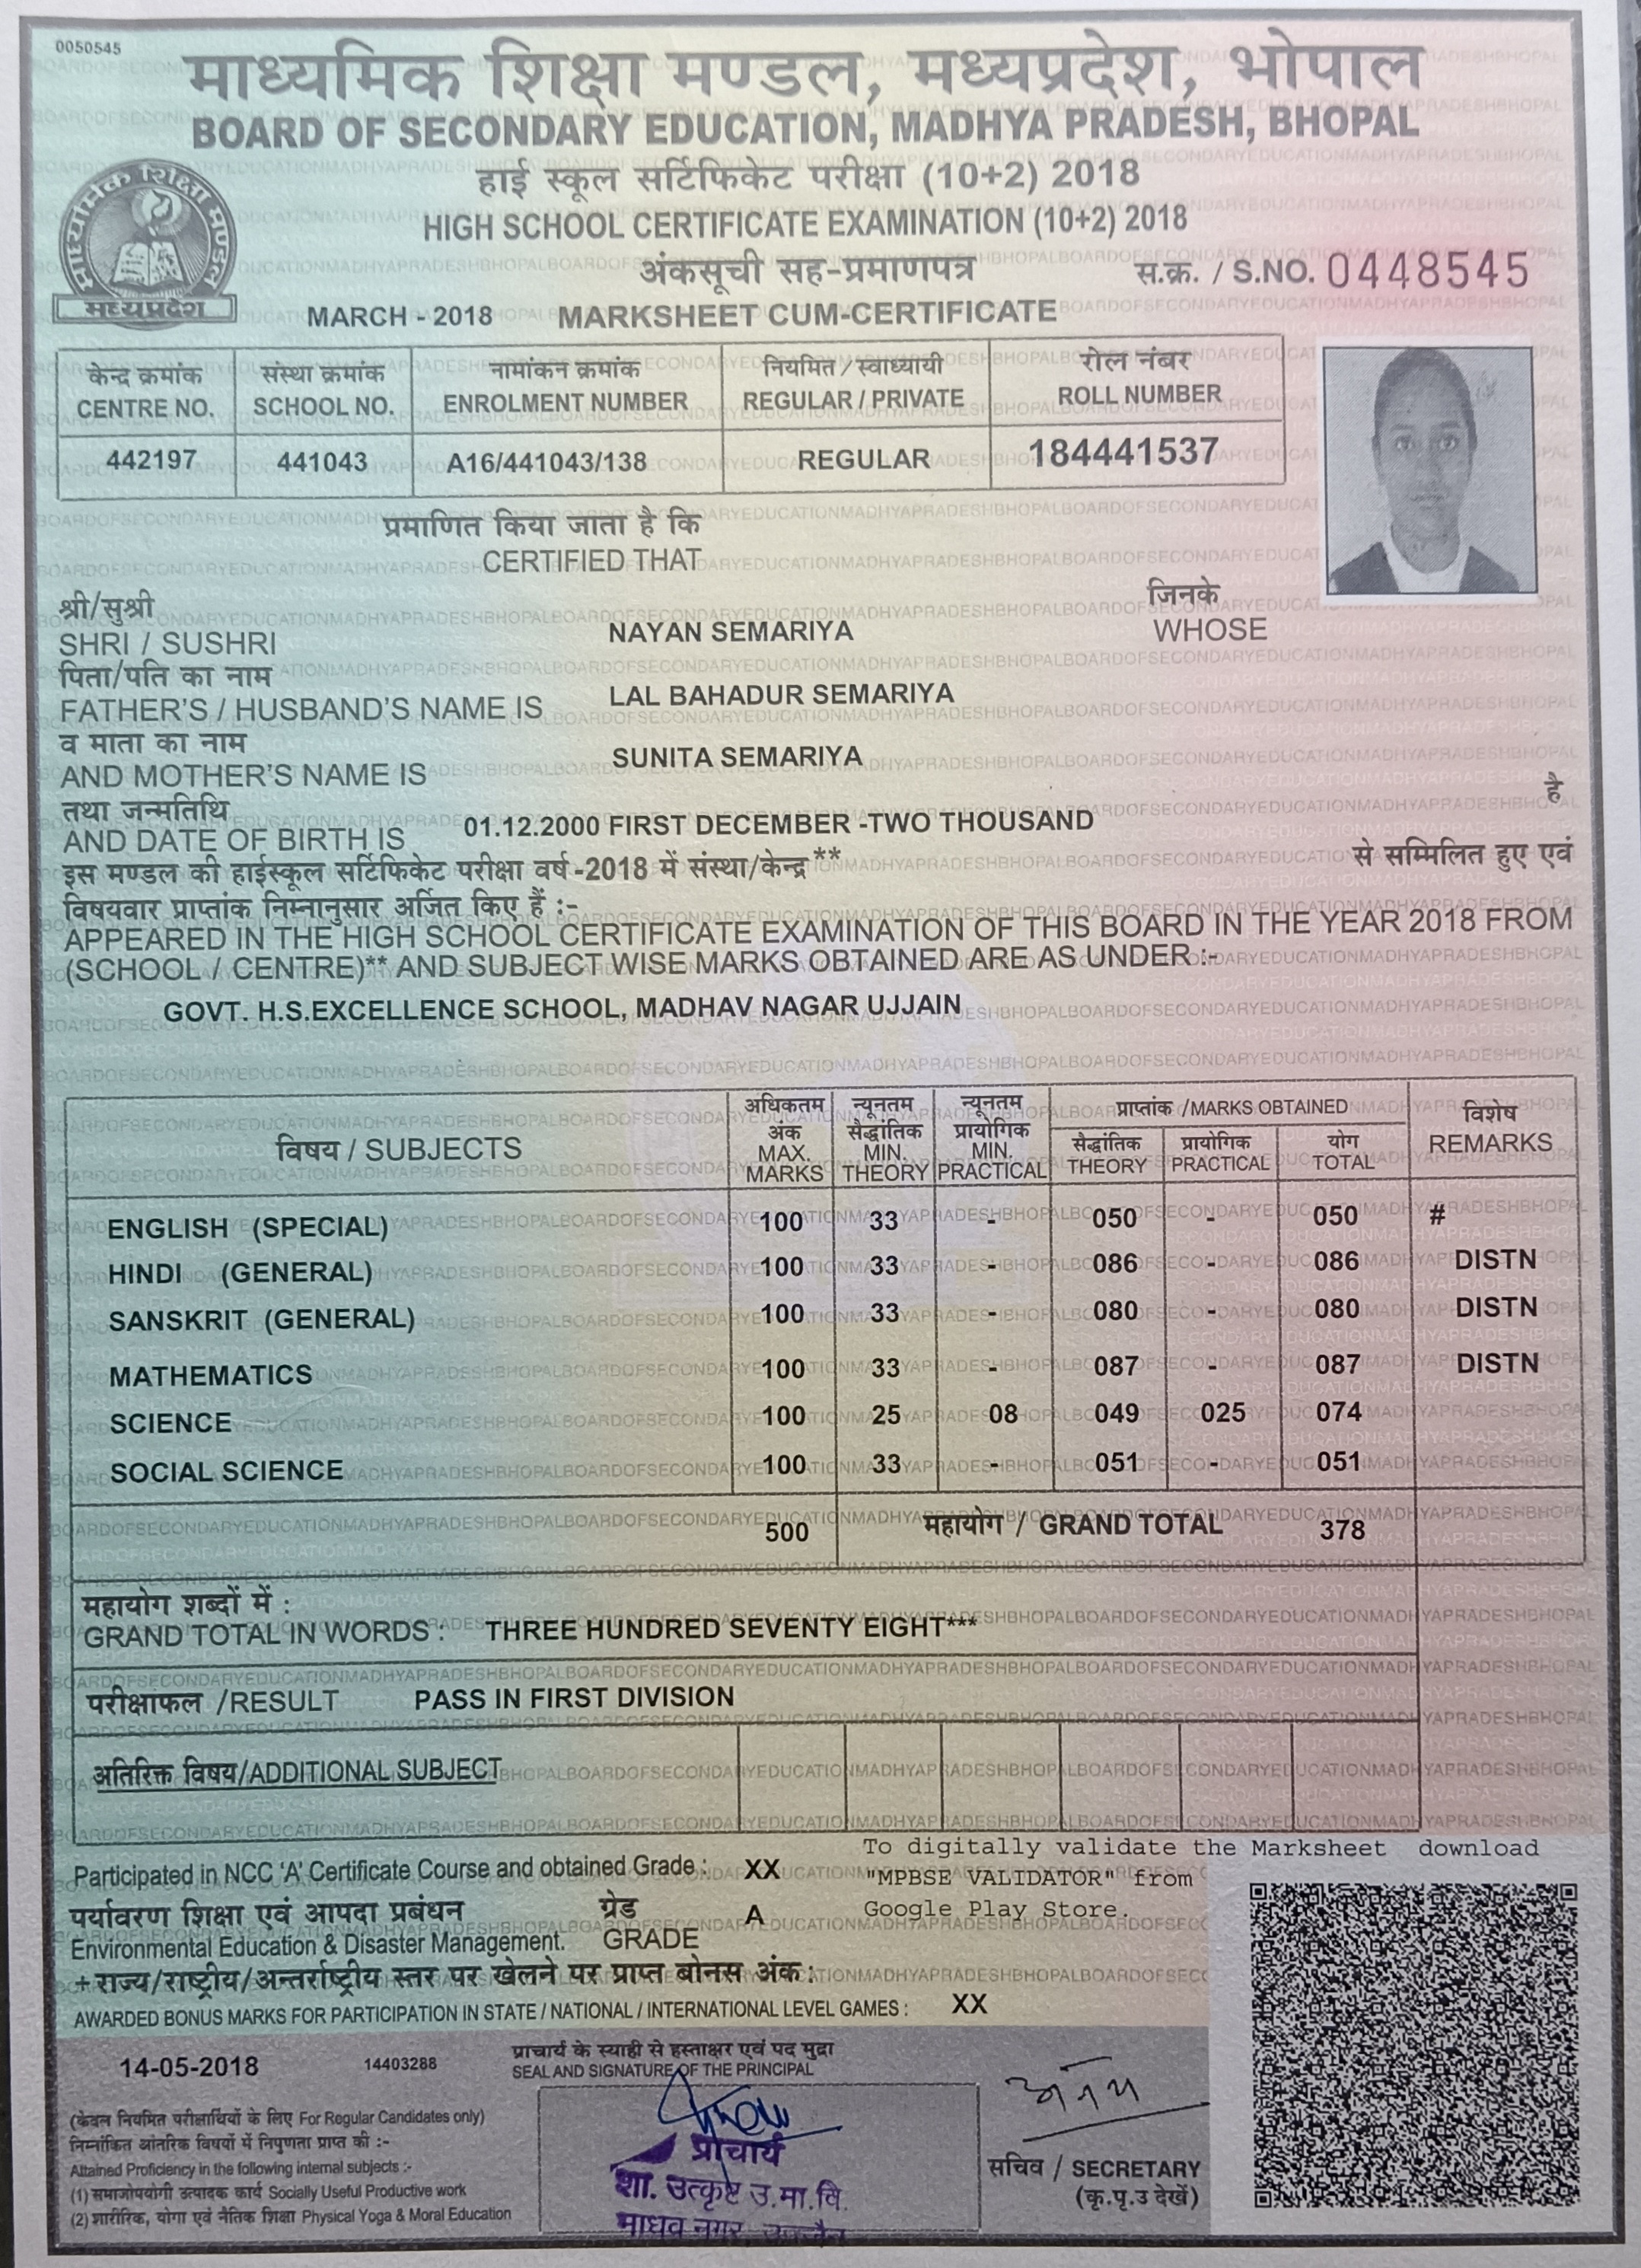 0050545
माध्यमिक शिक्षा मण्डल, मध्यप्रदेश, भोपाल
BOARD OF SECONDARY EDUCATION, MADHYA PRADESH, BHOPAL
हाई स्कूल सर्टिफिकेट परीक्षा (10+2) 2018
HIGH SCHOOL CERTIFICATE EXAMINATION (10+2) 2018
अंकसूची सह-प्रमाणपत्र
स.क्र. / S.NO. 0448545
माध्यमिक शिक्षा मण्डल
मध्यप्रदेश
MARCH - 2018 MARKSHEET CUM-CERTIFICATE
केन्द्र क्रमांक संस्था क्रमांक नामांकन क्रमांक नियमित / स्वाध्यायी रोल नंबर
CENTRE NO. SCHOOL NO. ENROLMENT NUMBER REGULAR / PRIVATE ROLL NUMBER
442197 441043 A16/441043/138 REGULAR 184441537
प्रमाणित किया जाता है कि
CERTIFIED THAT
श्री/सुश्री जिनके
SHRI / SUSHRI NAYAN SEMARIYA WHOSE
पिता/पति का नाम
FATHER'S / HUSBAND'S NAME IS LAL BAHADUR SEMARIYA
व माता का नाम
AND MOTHER'S NAME IS SUNITA SEMARIYA
तथा जन्मतिथि है
AND DATE OF BIRTH IS 01.12.2000 FIRST DECEMBER -TWO THOUSAND
इस मण्डल की हाईस्कूल सर्टिफिकेट परीक्षा वर्ष-2018 में संस्था/केन्द्र** से सम्मिलित हुए एवं
विषयवार प्राप्तांक निम्नानुसार अर्जित किए हैं :-
APPEARED IN THE HIGH SCHOOL CERTIFICATE EXAMINATION OF THIS BOARD IN THE YEAR 2018 FROM
(SCHOOL / CENTRE)** AND SUBJECT WISE MARKS OBTAINED ARE AS UNDER :-
GOVT. H.S.EXCELLENCE SCHOOL, MADHAV NAGAR UJJAIN
विषय / SUBJECTS
अधिकतम अंक MAX. MARKS
न्यूनतम सैद्धांतिक MIN. THEORY
न्यूनतम प्रायोगिक MIN. PRACTICAL
प्राप्तांक /MARKS OBTAINED
सैद्धांतिक THEORY
प्रायोगिक PRACTICAL
योग TOTAL
विशेष REMARKS
ENGLISH (SPECIAL) 100 33 - 050 - 050 #
HINDI (GENERAL) 100 33 - 086 - 086 DISTN
SANSKRIT (GENERAL) 100 33 - 080 - 080 DISTN
MATHEMATICS 100 33 - 087 - 087 DISTN
SCIENCE 100 25 08 049 025 074
SOCIAL SCIENCE 100 33 - 051 - 051
500 महायोग / GRAND TOTAL 378
महायोग शब्दों में :
GRAND TOTAL IN WORDS : THREE HUNDRED SEVENTY EIGHT***
परीक्षाफल /RESULT PASS IN FIRST DIVISION
अतिरिक्त विषय/ADDITIONAL SUBJECT
To digitally validate the Marksheet download
"MPBSE VALIDATOR" from
Google Play Store.
Participated in NCC 'A' Certificate Course and obtained Grade : XX
पर्यावरण शिक्षा एवं आपदा प्रबंधन ग्रेड A
Environmental Education & Disaster Management. GRADE
+ राज्य/राष्ट्रीय/अन्तर्राष्ट्रीय स्तर पर खेलने पर प्राप्त बोनस अंक :
AWARDED BONUS MARKS FOR PARTICIPATION IN STATE / NATIONAL / INTERNATIONAL LEVEL GAMES : XX
14-05-2018 14403288
प्राचार्य के स्याही से हस्ताक्षर एवं पद मुद्रा
SEAL AND SIGNATURE OF THE PRINCIPAL
(केवल नियमित परीक्षार्थियों के लिए For Regular Candidates only)
निम्नांकित आंतरिक विषयों में निपुणता प्राप्त की :-
Attained Proficiency in the following internal subjects :-
(1) समाजोपयोगी उत्पादक कार्य Socially Useful Productive work
(2) शारीरिक, योगा एवं नैतिक शिक्षा Physical Yoga & Moral Education
प्राचार्य
शा. उत्कृष्ट उ.मा.वि.
माधव नगर, उज्जैन
अजय
सचिव / SECRETARY
(कृ.पृ.उ देखें)